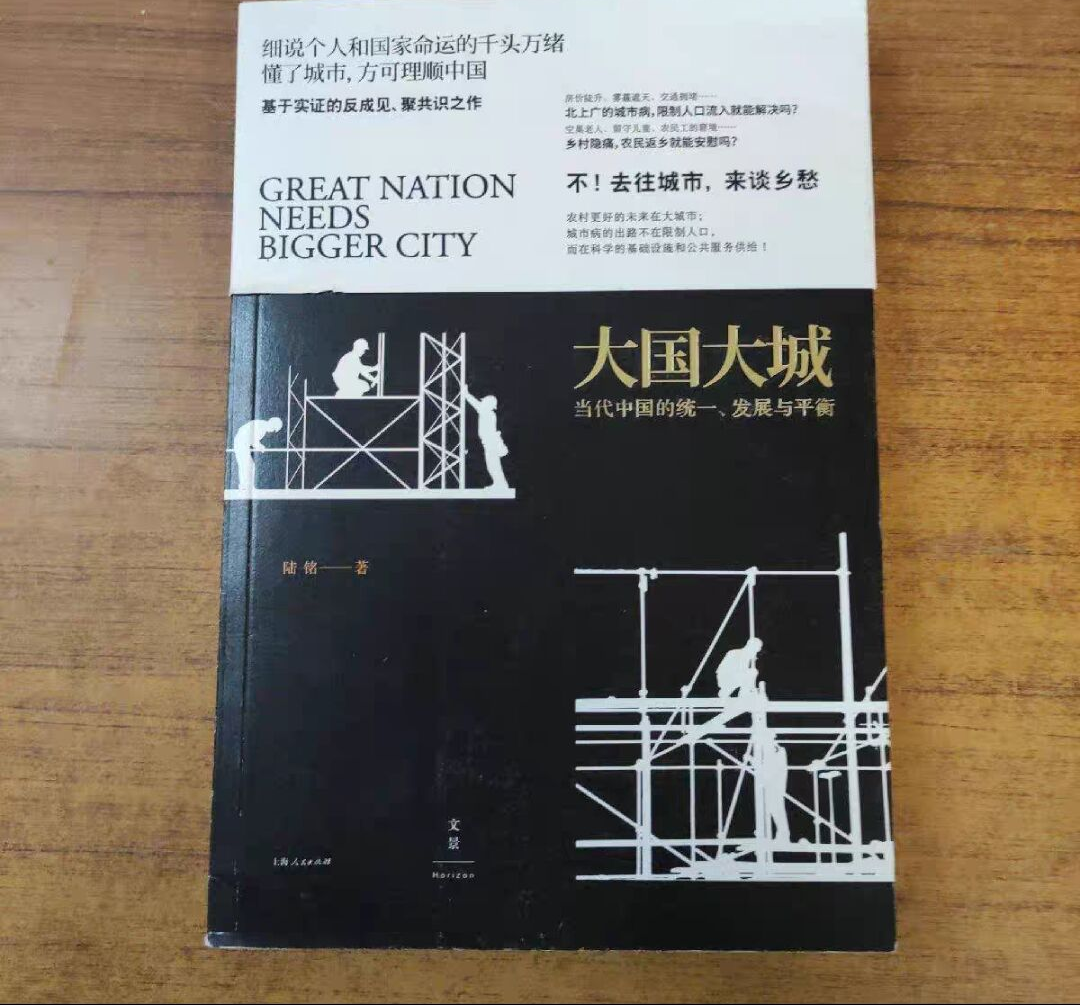 细说个人和国家命运的千头万绪
懂了城市，方可理顺中国
基于实证的反成见、聚共识之作
GREAT NATION
NEEDS
BIGGER CITY
房价陡升、雾霾遮天、交通拥堵……
北上广的城市病，限制人口流入就能解决吗？
空巢老人、留守儿童、农民工的窘境……
乡村隐痛，农民返乡就能安慰吗？
不！去往城市，来谈乡愁
农村更好的未来在大城市；
城市病的出路不在限制人口，
而在科学的基础设施和公共服务供给！
大国大城
当代中国的统一、发展与平衡
陆铭——著
上海人民出版社
文景
Horizon